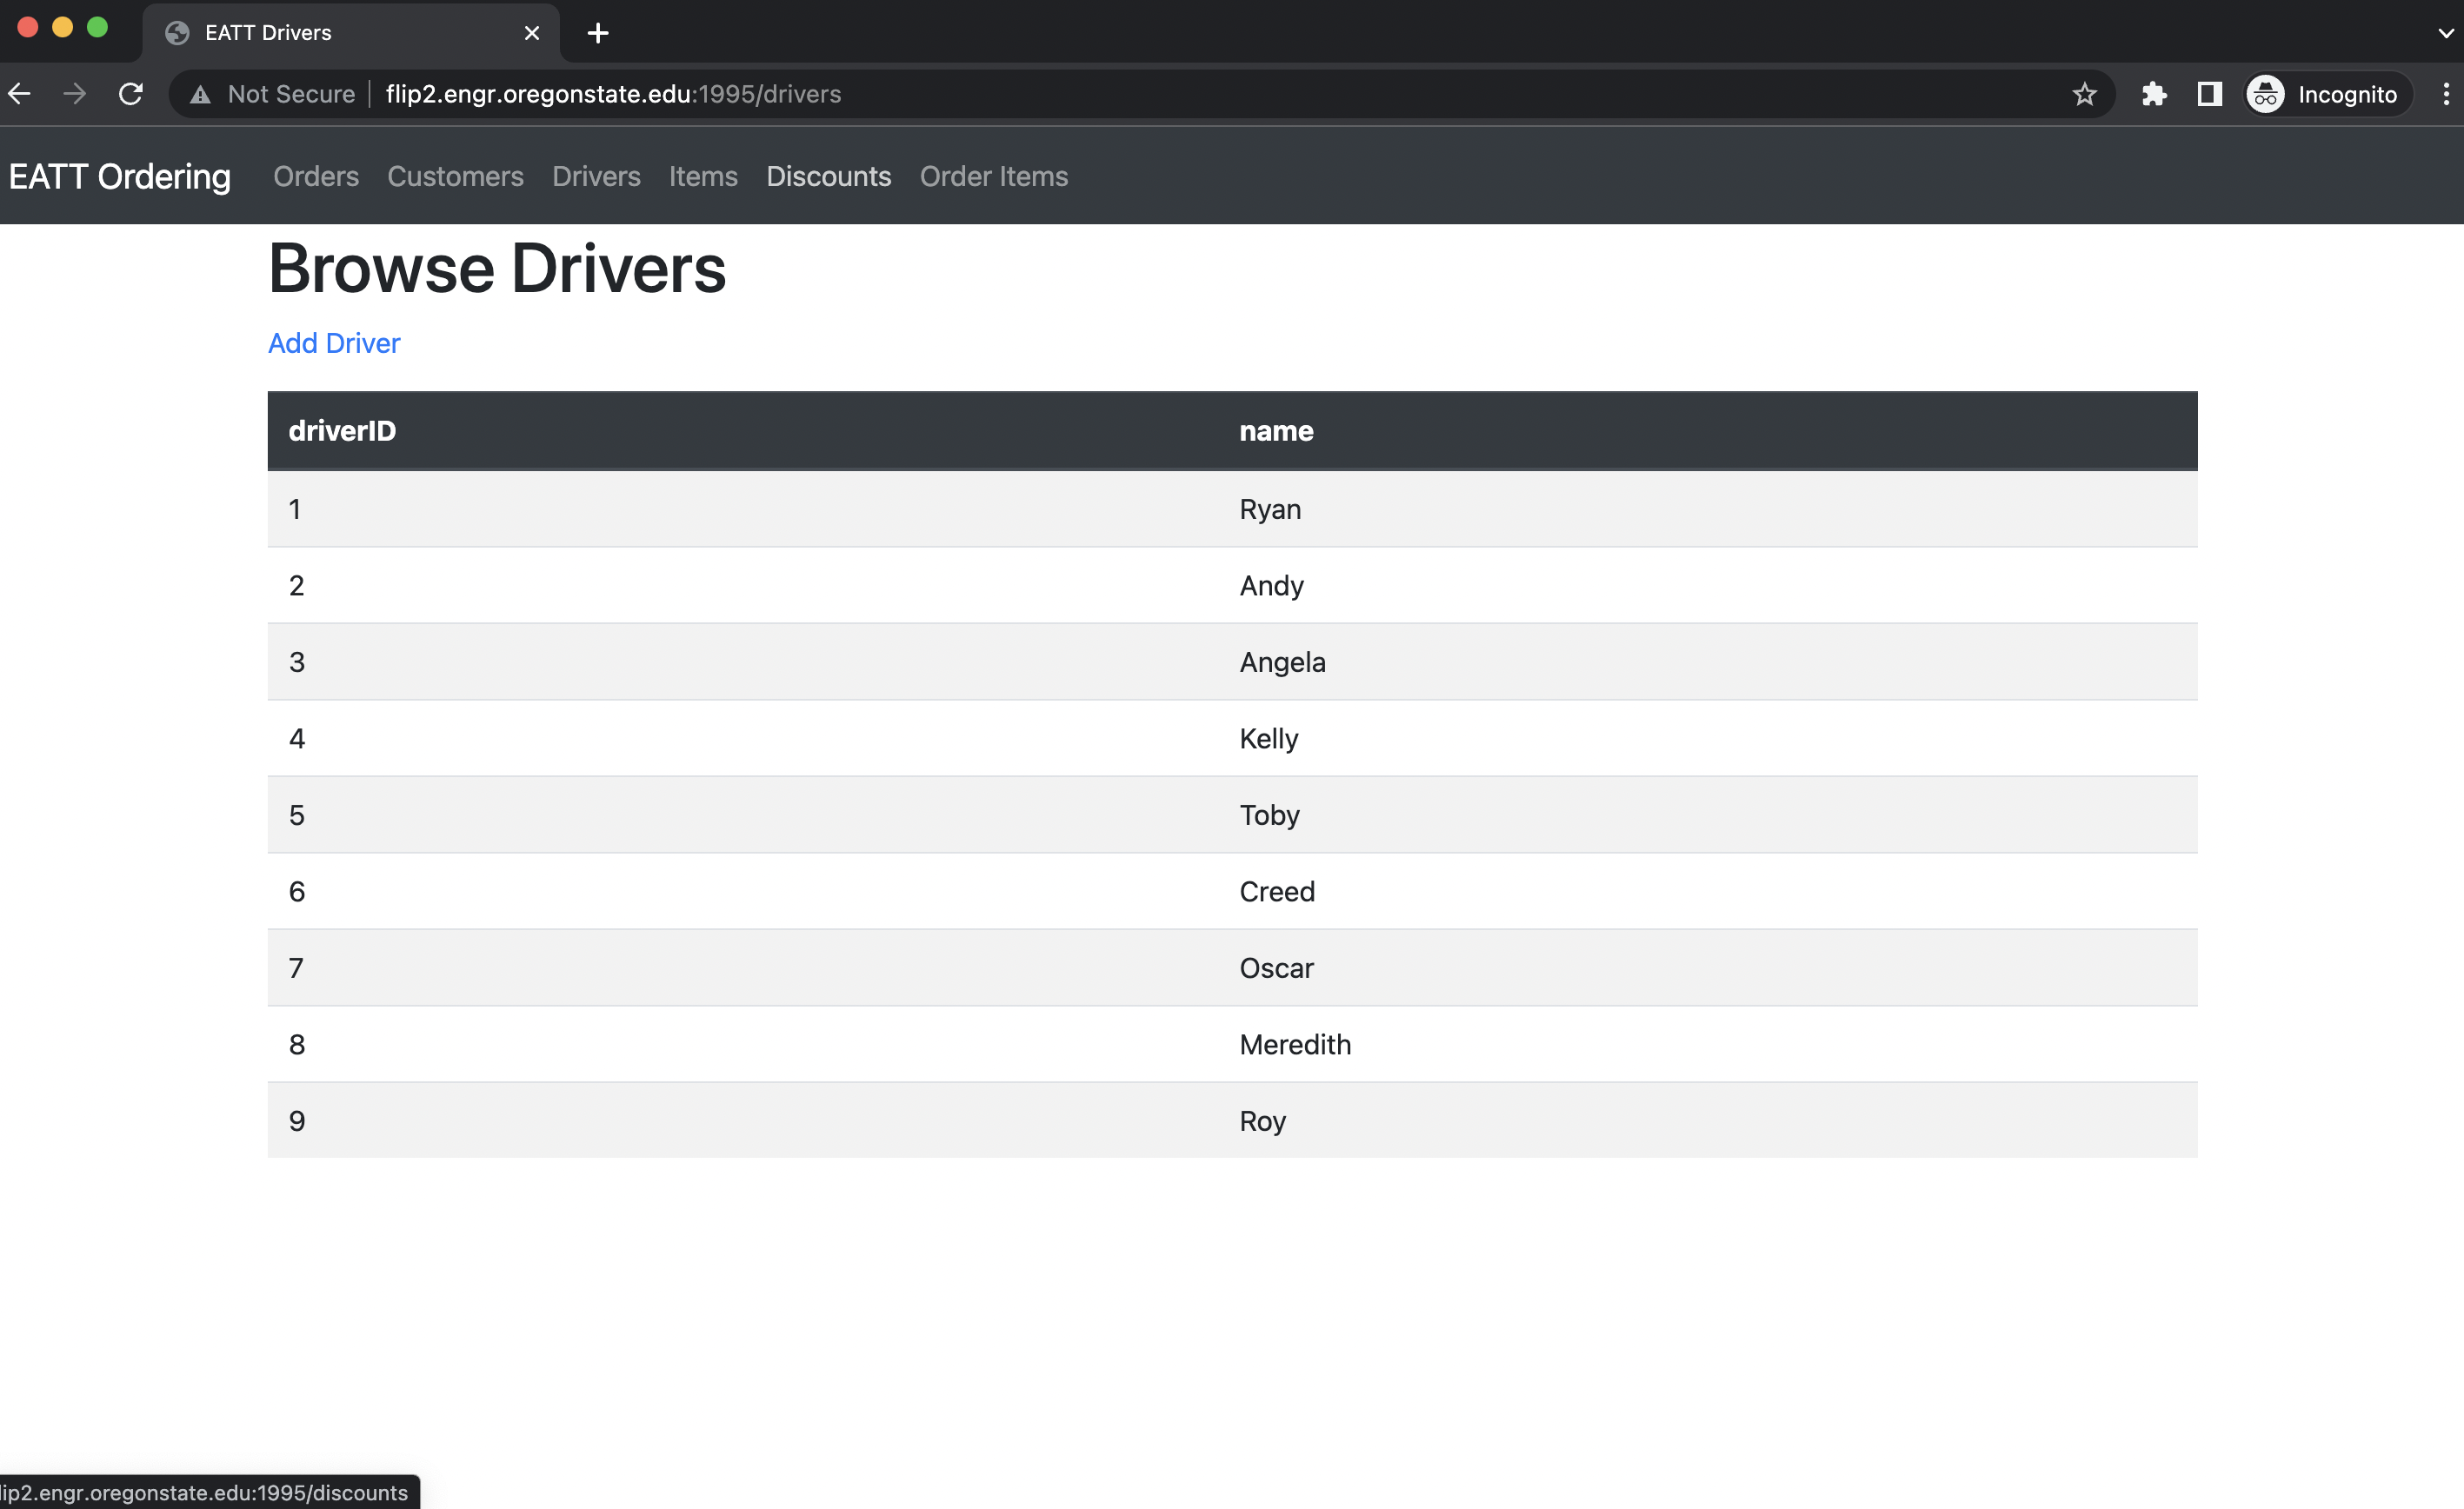 EATT Drivers
Not Secure flip2.engr.oregonstate.edu:1995/drivers Incognito
EATT Ordering Orders Customers Drivers Items Discounts Order Items
Browse Drivers
Add Driver
driverID name
1 Ryan
2 Andy
3 Angela
4 Kelly
5 Toby
6 Creed
7 Oscar
8 Meredith
9 Roy
lip2.engr.oregonstate.edu:1995/discounts